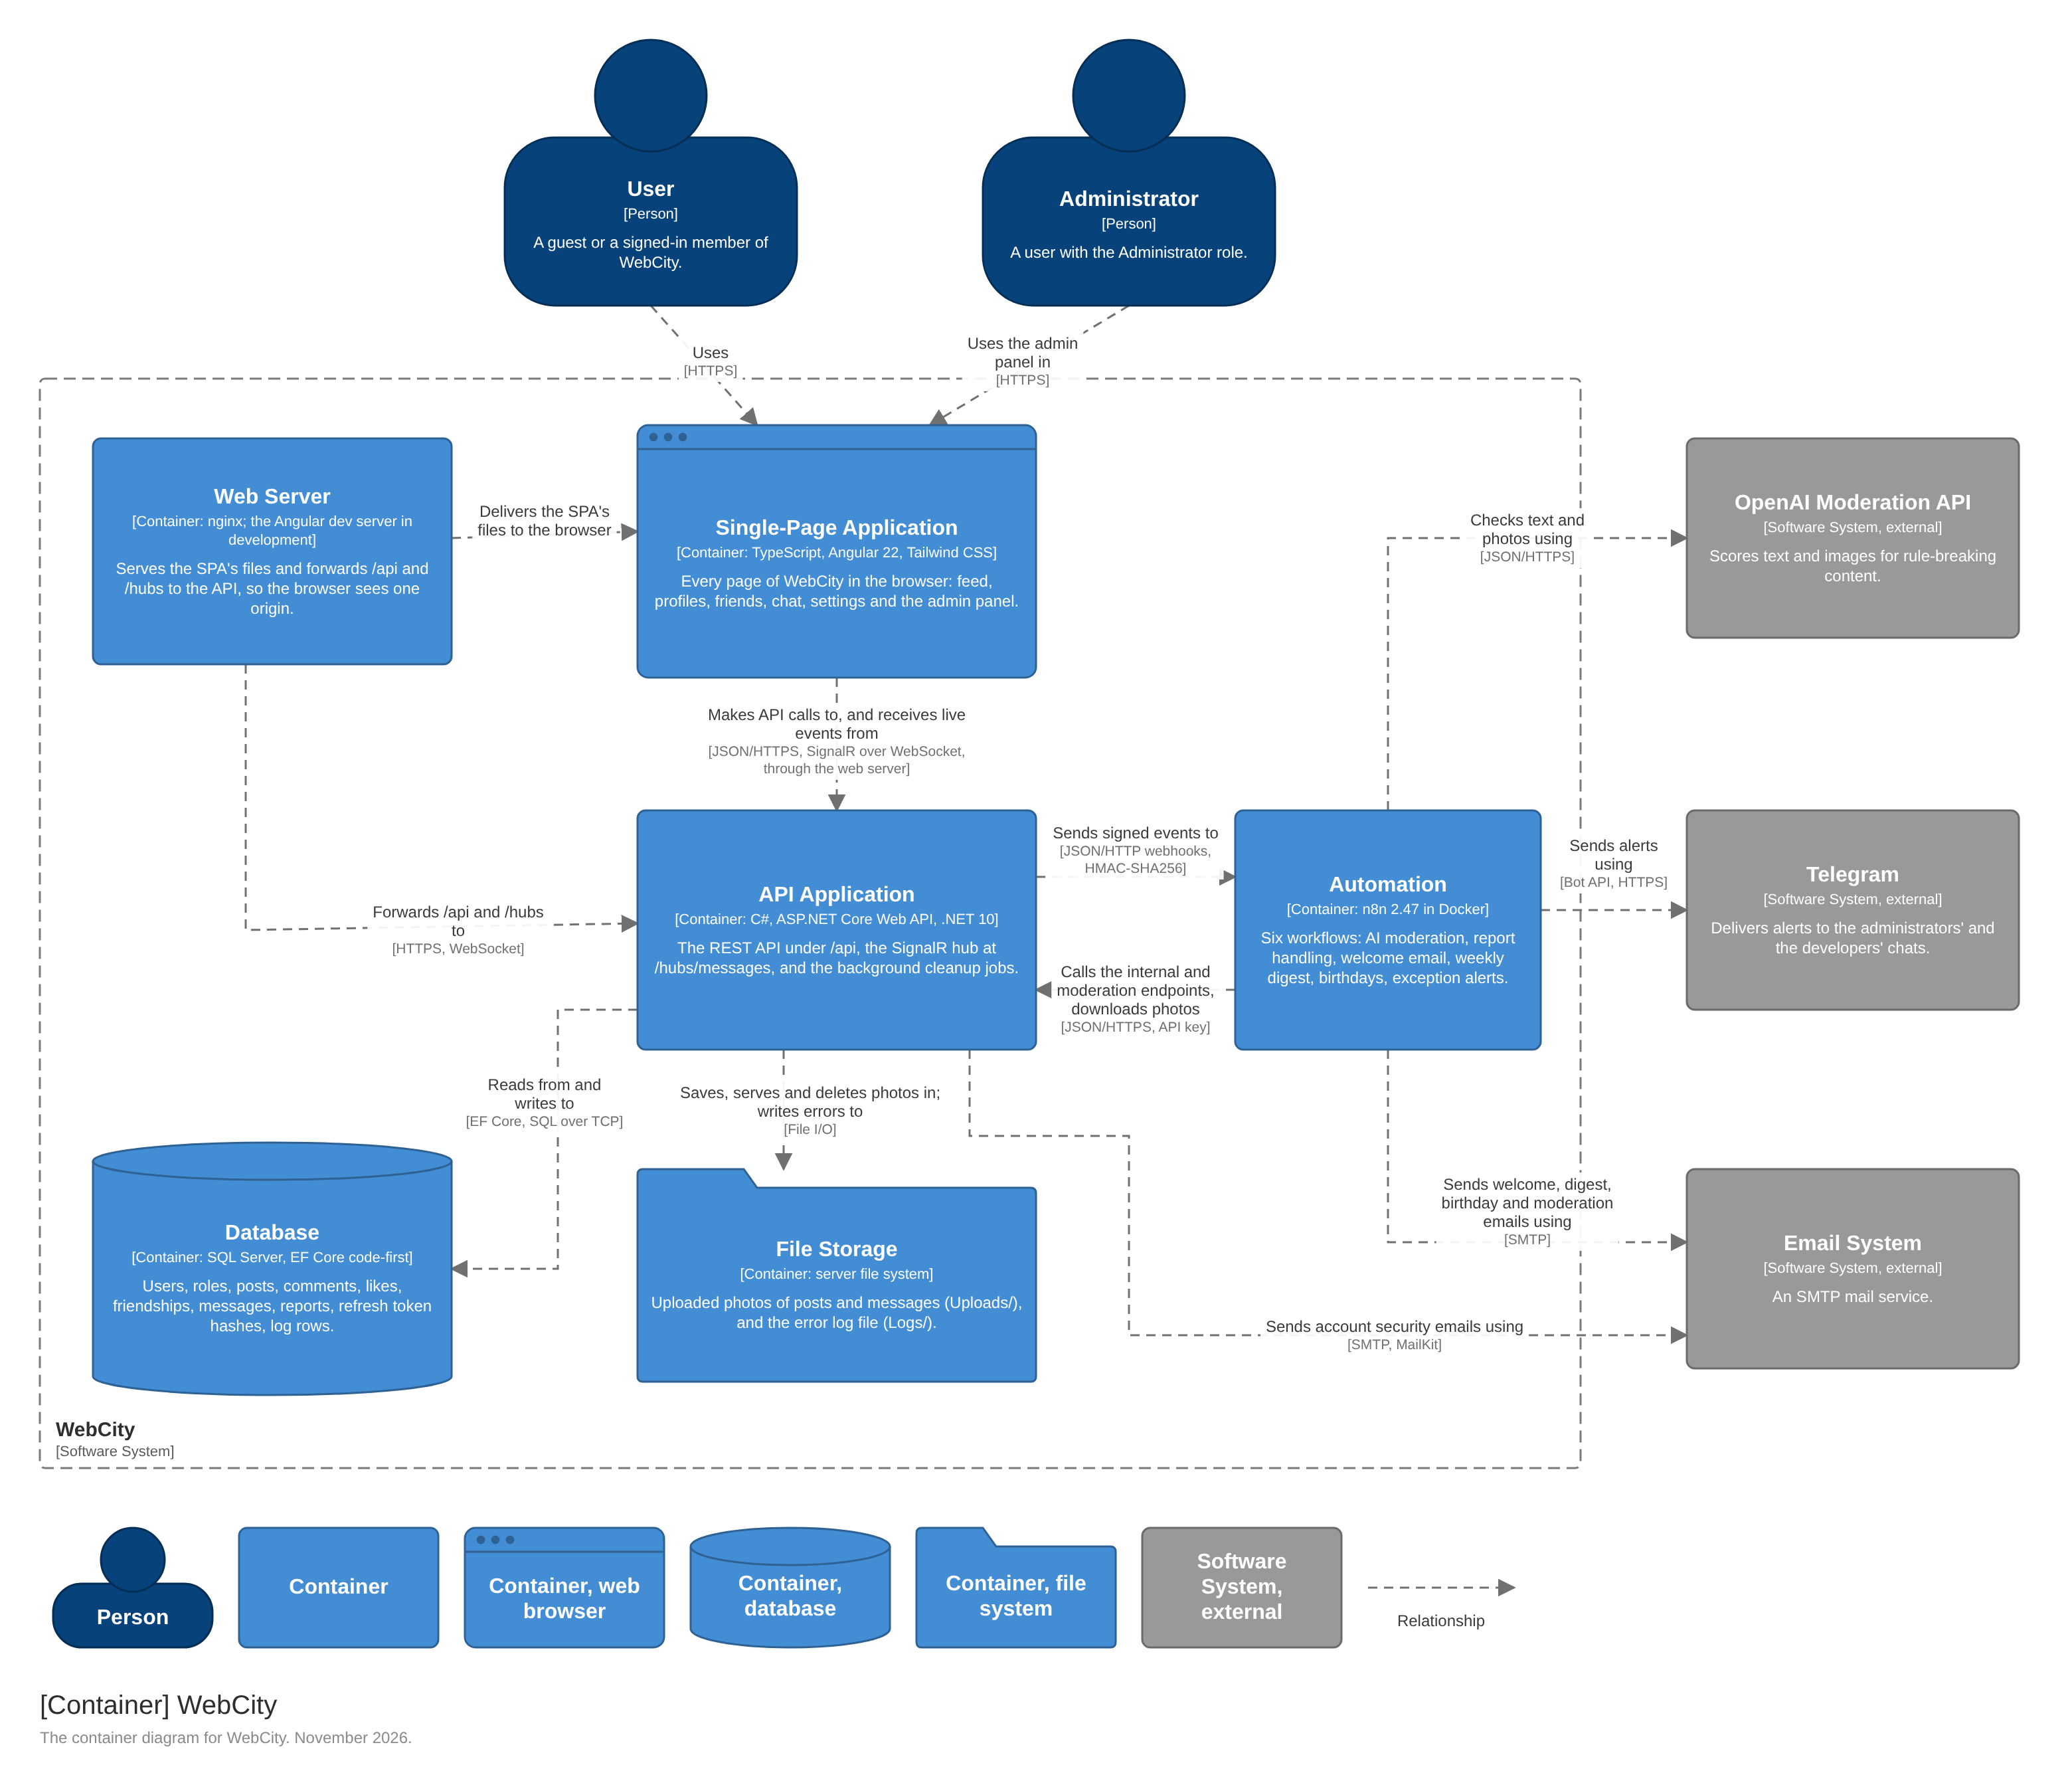 User
[Person]
A guest or a signed-in member of
WebCity.
Administrator
[Person]
A user with the Administrator role.
Uses
[HTTPS]
Uses the admin
panel in
[HTTPS]
Web Server
[Container: nginx; the Angular dev server in
development]
Serves the SPA's files and forwards /api and
/hubs to the API, so the browser sees one
origin.
Delivers the SPA's
files to the browser
Single-Page Application
[Container: TypeScript, Angular 22, Tailwind CSS]
Every page of WebCity in the browser: feed,
profiles, friends, chat, settings and the admin panel.
Checks text and
photos using
[JSON/HTTPS]
OpenAI Moderation API
[Software System, external]
Scores text and images for rule-breaking
content.
Makes API calls to, and receives live
events from
[JSON/HTTPS, SignalR over WebSocket,
through the web server]
Forwards /api and /hubs
to
[HTTPS, WebSocket]
API Application
[Container: C#, ASP.NET Core Web API, .NET 10]
The REST API under /api, the SignalR hub at
/hubs/messages, and the background cleanup jobs.
Sends signed events to
[JSON/HTTP webhooks,
HMAC-SHA256]
Calls the internal and
moderation endpoints,
downloads photos
[JSON/HTTPS, API key]
Automation
[Container: n8n 2.47 in Docker]
Six workflows: AI moderation, report
handling, welcome email, weekly
digest, birthdays, exception alerts.
Sends alerts
using
[Bot API, HTTPS]
Telegram
[Software System, external]
Delivers alerts to the administrators' and
the developers' chats.
Reads from and
writes to
[EF Core, SQL over TCP]
Saves, serves and deletes photos in;
writes errors to
[File I/O]
Database
[Container: SQL Server, EF Core code-first]
Users, roles, posts, comments, likes,
friendships, messages, reports, refresh token
hashes, log rows.
File Storage
[Container: server file system]
Uploaded photos of posts and messages (Uploads/),
and the error log file (Logs/).
Sends welcome, digest,
birthday and moderation
emails using
[SMTP]
Sends account security emails using
[SMTP, MailKit]
Email System
[Software System, external]
An SMTP mail service.
WebCity
[Software System]
Person
Container
Container, web
browser
Container,
database
Container, file
system
Software
System,
external
Relationship
[Container] WebCity
The container diagram for WebCity. November 2026.